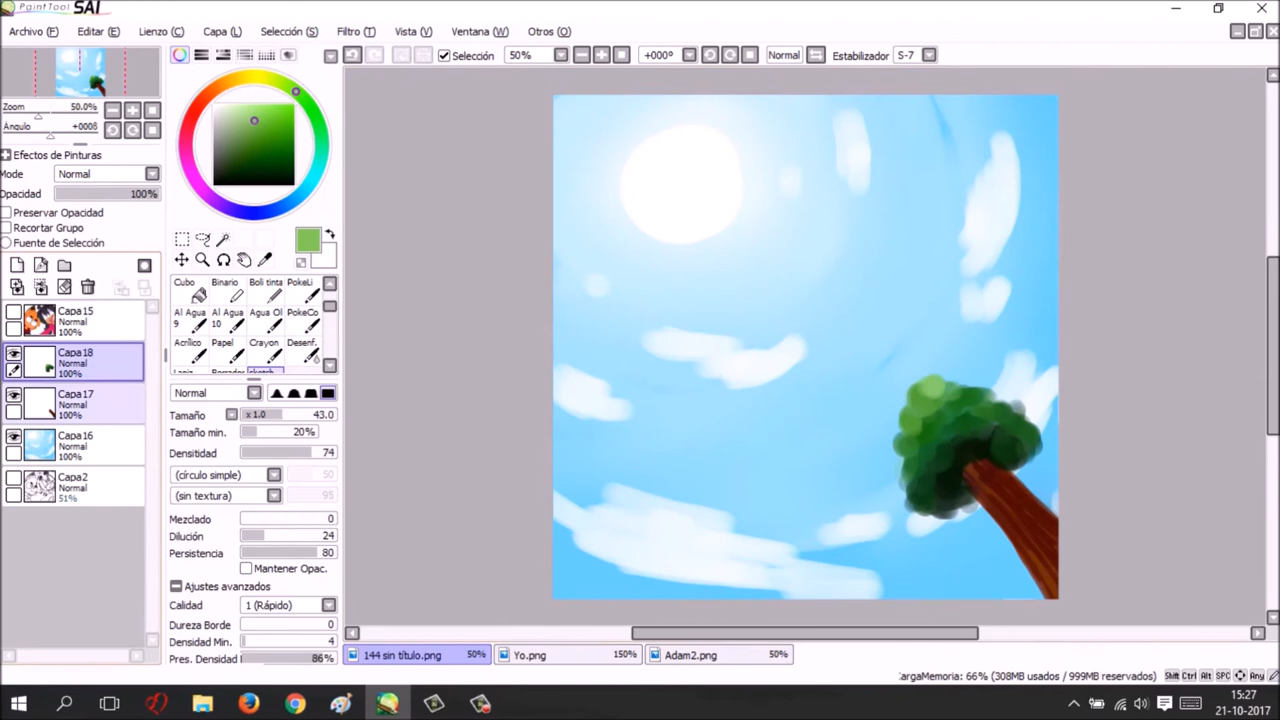 PaintTool SAI
Archivo (F) Editar (E) Lienzo (C) Capa (L) Selección (S) Filtro (T) Vista (V) Ventana (W) Otros (O)
Selección 50% +000° Normal Estabilizador S-7
Zoom 50.0%
Ángulo +000ß
Efectos de Pinturas
Mode Normal
Opacidad 100%
Preservar Opacidad
Recortar Grupo
Fuente de Selección
Capa15
Normal
100%
Capa18
Normal
100%
Capa17
Normal
100%
Capa16
Normal
100%
Capa2
Normal
51%
Cubo Binario Boli tinta PokeLi
Al Agua 9 Al Agua 10 Agua Ol PokeCo
Acrílico Papel Crayon Desenf.
Lapiz Borrador sketch
Normal
Tamaño x 1.0 43.0
Tamaño min. 20%
Densitidad 74
(círculo simple) 50
(sin textura) 95
Mezclado 0
Dilución 24
Persistencia 80
Mantener Opac.
Ajustes avanzados
Calidad 1 (Rápido)
Dureza Borde 0
Densidad Min. 4
Pres. Densidad 86%
144 sin título.png 50% Yo.png 150% Adam2.png 50%
CargaMemoria: 66% (308MB usados / 999MB reservados) Shift Ctrl Alt SPC Any
15:27
21-10-2017